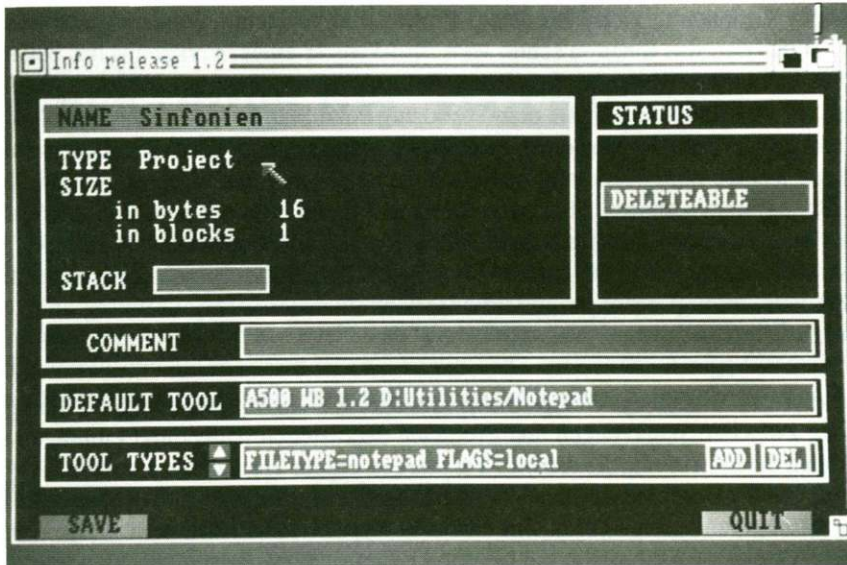 Info release 1.2
NAME Sinfonien
STATUS
TYPE Project
SIZE
in bytes 16
in blocks 1
DELETEABLE
STACK
COMMENT
DEFAULT TOOL A500 WB 1.2 D:Utilities/Notepad
TOOL TYPES FILETYPE=notepad FLAGS=local ADD DEL
SAVE QUIT